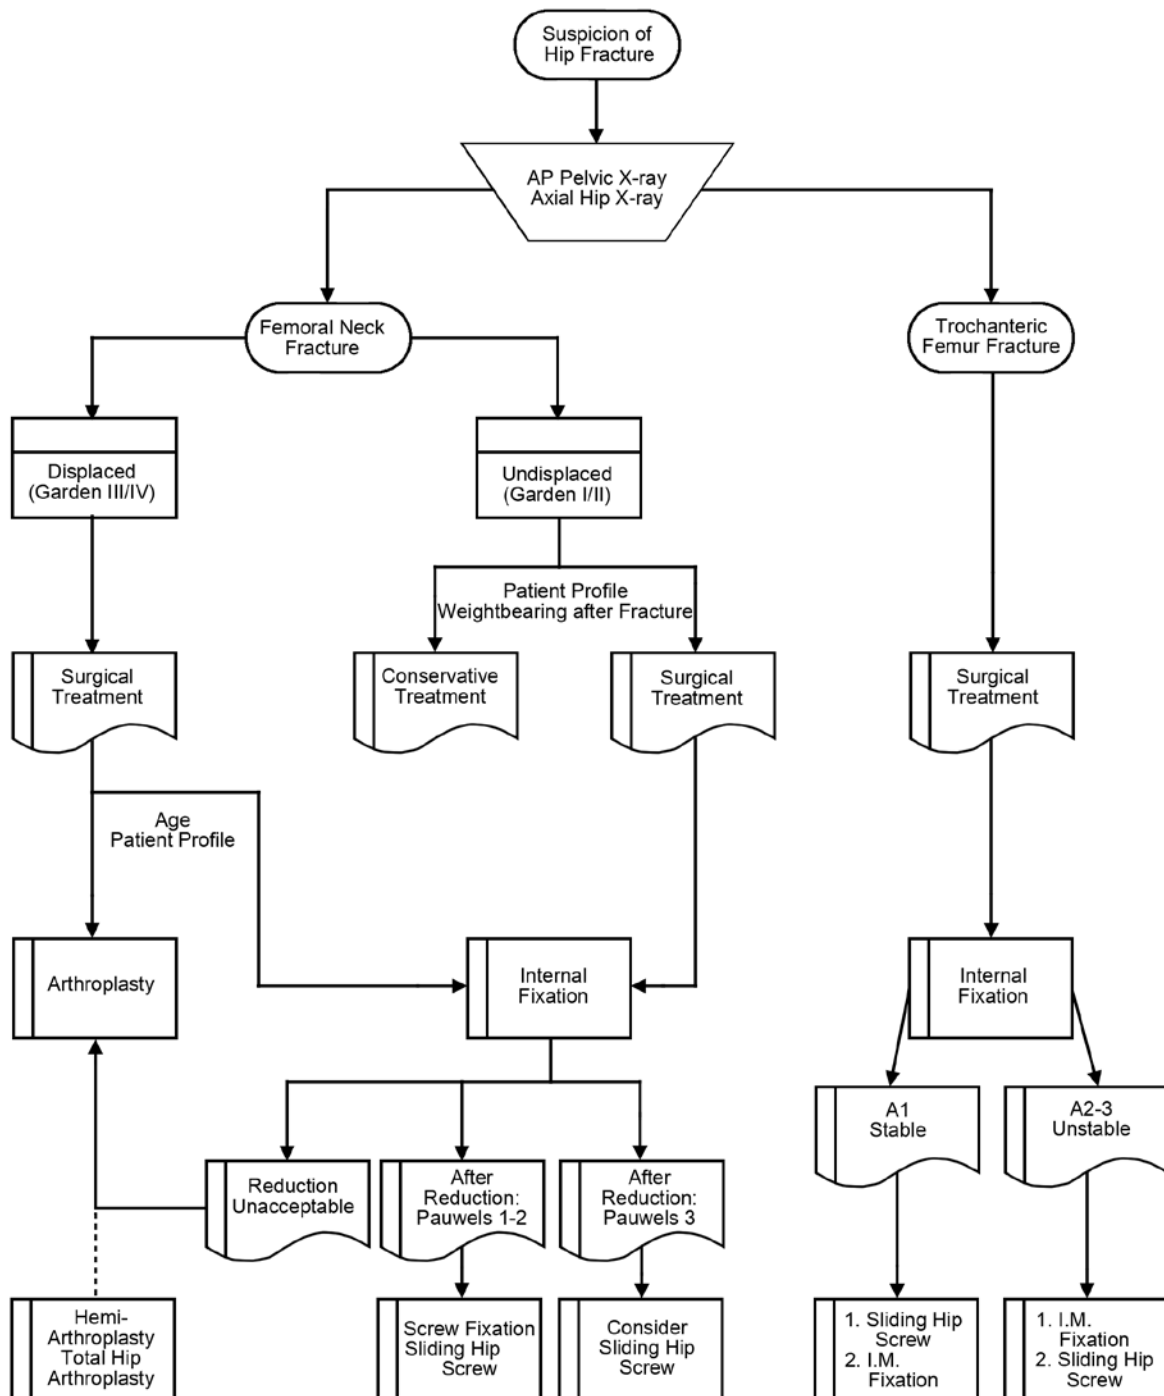 Suspicion of
Hip Fracture
AP Pelvic X-ray
Axial Hip X-ray
Femoral Neck
Fracture
Trochanteric
Femur Fracture
Displaced
(Garden III/IV)
Undisplaced
(Garden I/II)
Patient Profile
Weightbearing after Fracture
Surgical
Treatment
Conservative
Treatment
Surgical
Treatment
Surgical
Treatment
Age
Patient Profile
Arthroplasty
Internal
Fixation
Internal
Fixation
A1
Stable
A2-3
Unstable
Reduction
Unacceptable
After
Reduction:
Pauwels 1-2
After
Reduction:
Pauwels 3
Hemi-
Arthroplasty
Total Hip
Arthroplasty
Screw Fixation
Sliding Hip
Screw
Consider
Sliding Hip
Screw
1. Sliding Hip
Screw
2. I.M.
Fixation
1. I.M.
Fixation
2. Sliding Hip
Screw